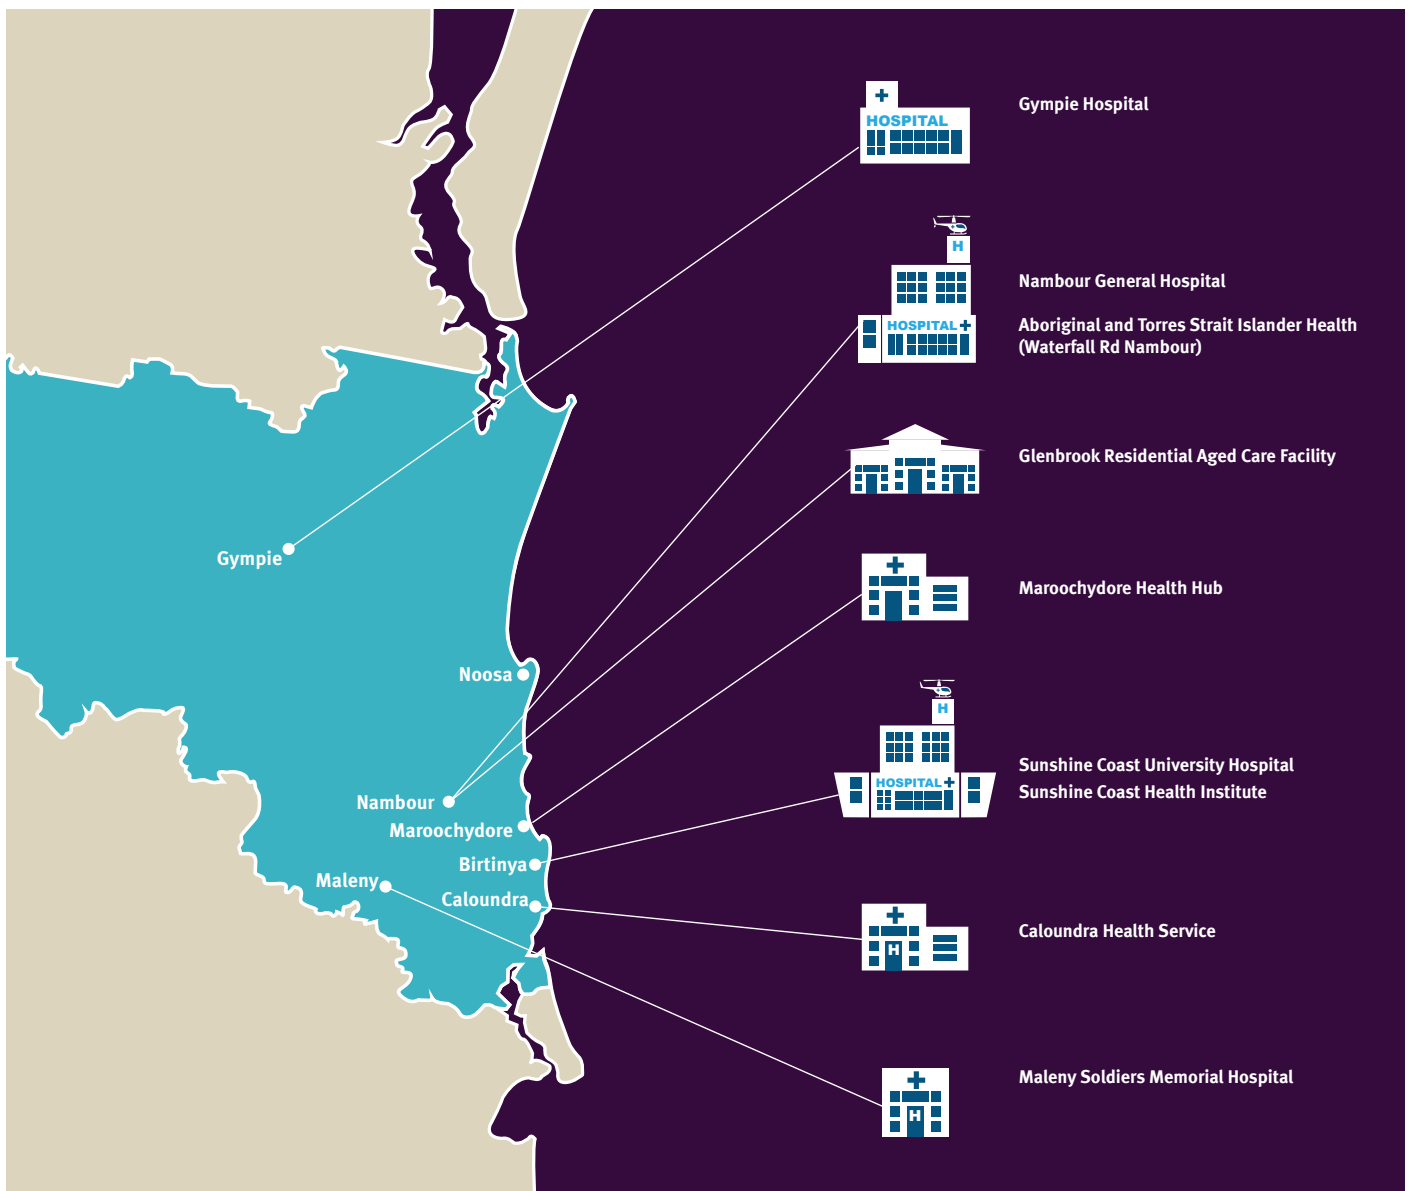 Gympie Hospital
HOSPITAL
H
Nambour General Hospital
HOSPITAL
Aboriginal and Torres Strait Islander Health
(Waterfall Rd Nambour)
Glenbrook Residential Aged Care Facility
Gympie
Maroochydore Health Hub
Noosa
H
Sunshine Coast University Hospital
HOSPITAL
Sunshine Coast Health Institute
Nambour
Maroochydore
Birtinya
Maleny
Caloundra
Caloundra Health Service
H
Maleny Soldiers Memorial Hospital
H